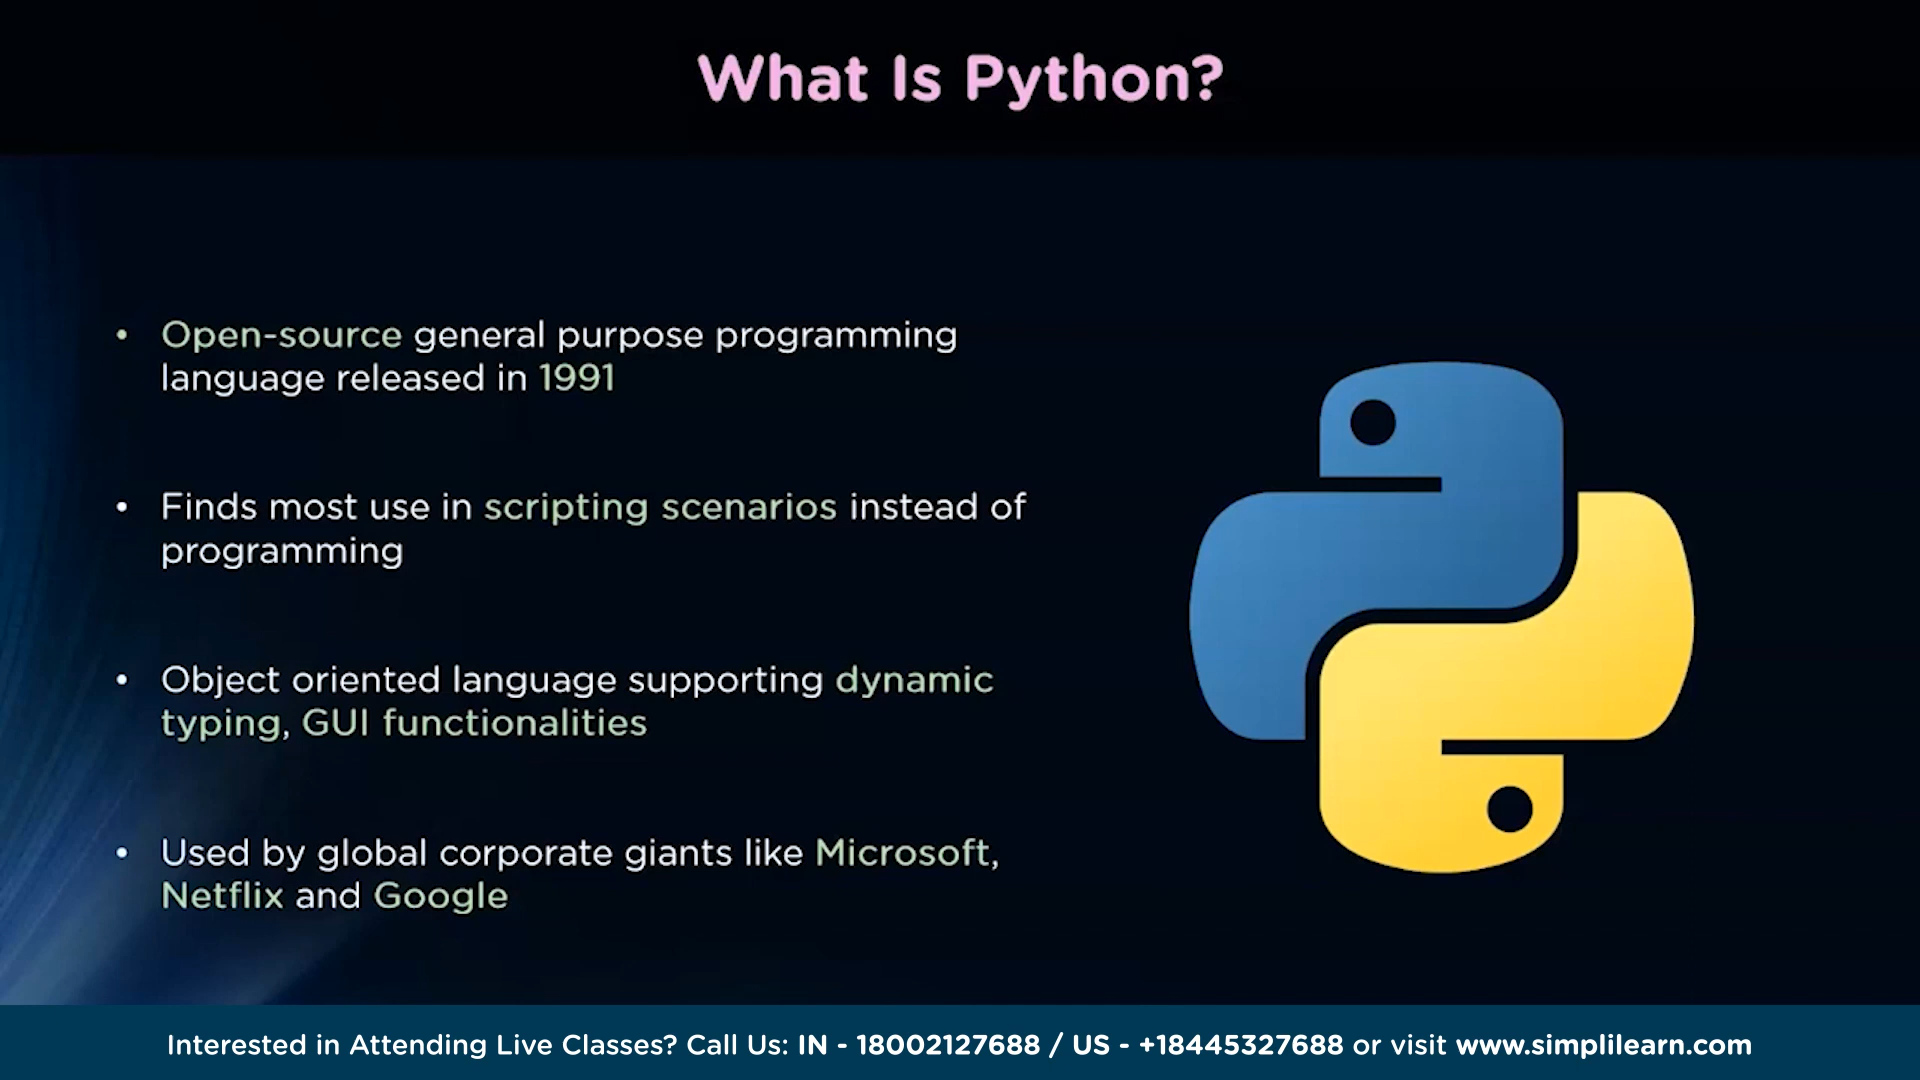 What Is Python?
• Open-source general purpose programming
language released in 1991
• Finds most use in scripting scenarios instead of
programming
• Object oriented language supporting dynamic
typing, GUI functionalities
• Used by global corporate giants like Microsoft,
Netflix and Google
Interested in Attending Live Classes? Call Us: IN - 18002127688 / US - +18445327688 or visit www.simplilearn.com